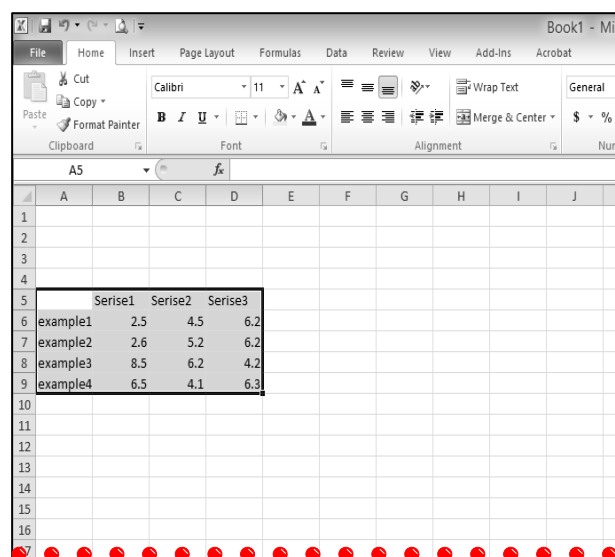 Book1 - Mi
File Home Insert Page Layout Formulas Data Review View Add-Ins Acrobat
Cut
Copy
Paste
Format Painter
Calibri 11 A A
B I U A
Wrap Text
Merge & Center
General
$ %
Clipboard Font Alignment Nur
A5 fx
A B C D E F G H I J
1
2
3
4
5 Serise1 Serise2 Serise3
6 example1 2.5 4.5 6.2
7 example2 2.6 5.2 6.2
8 example3 8.5 6.2 4.2
9 example4 6.5 4.1 6.3
10
11
12
13
14
15
16